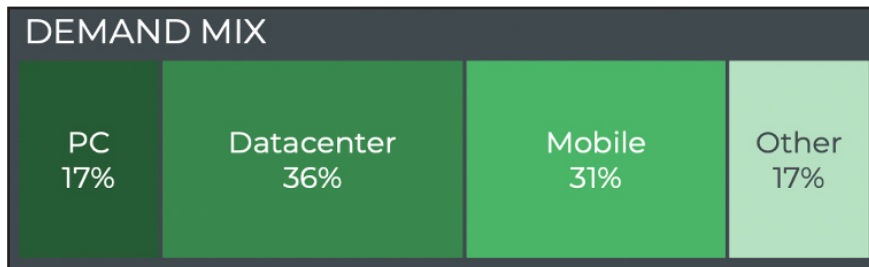 DEMAND MIX
PC
17%
Datacenter
36%
Mobile
31%
Other
17%